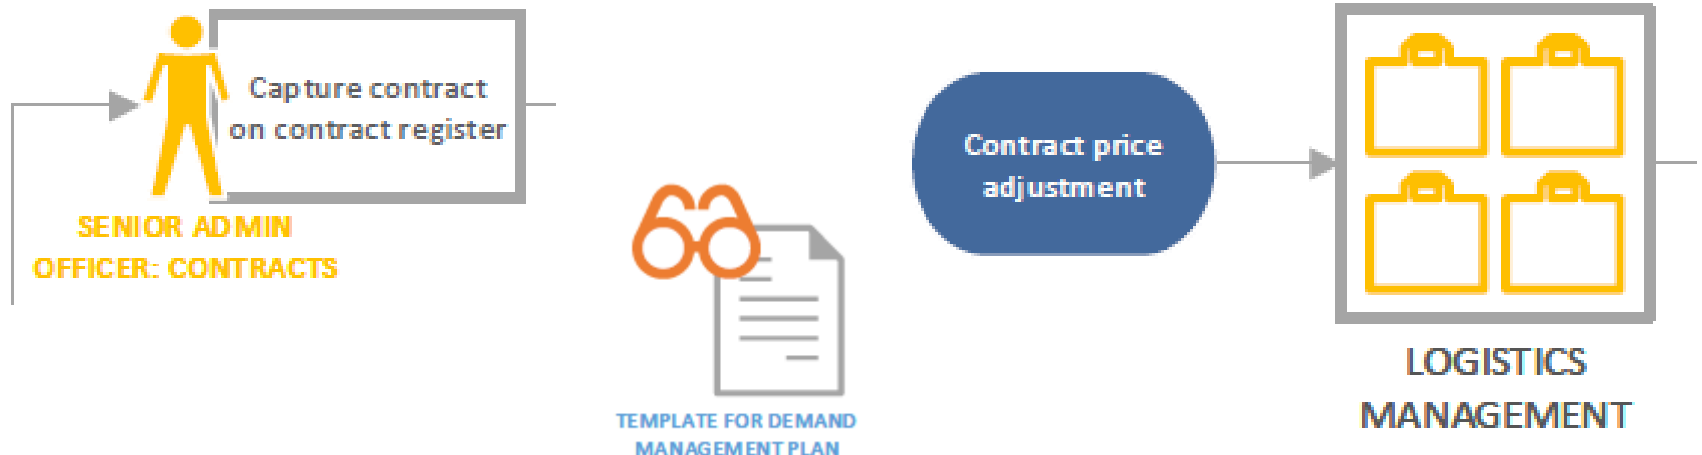 Capture contract
on contract register
SENIOR ADMIN
OFFICER: CONTRACTS
TEMPLATE FOR DEMAND
MANAGEMENT PLAN
Contract price
adjustment
LOGISTICS
MANAGEMENT